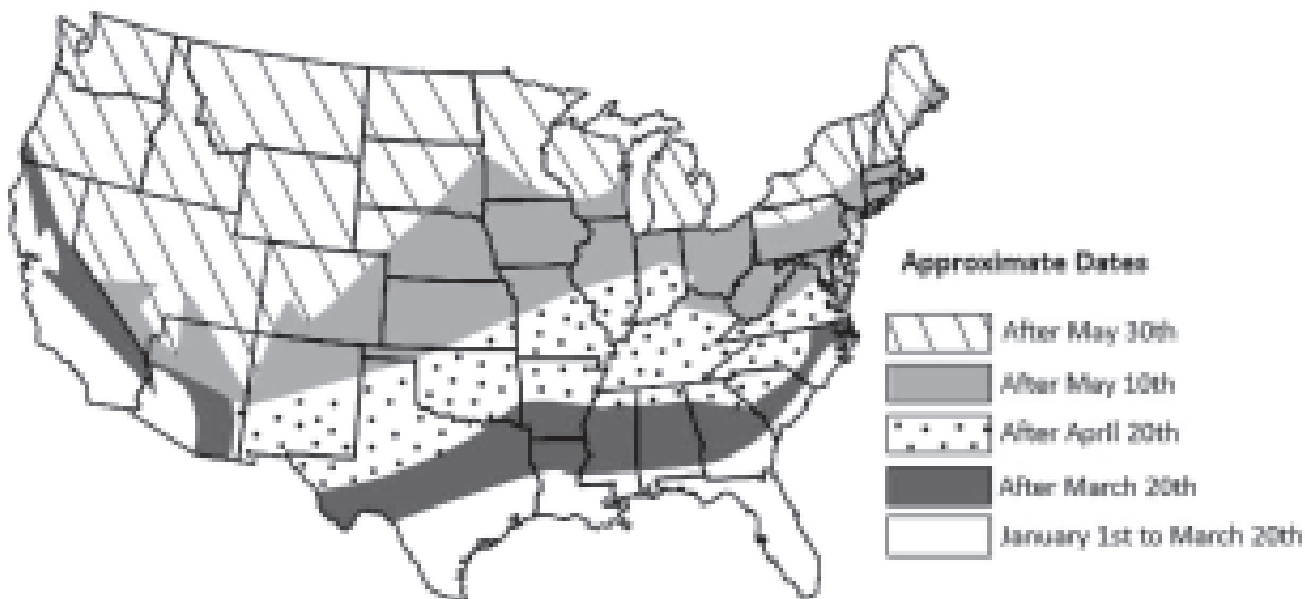 Approximate Dates
After May 30th
After May 10th
After April 20th
After March 20th
January 1st to March 20th